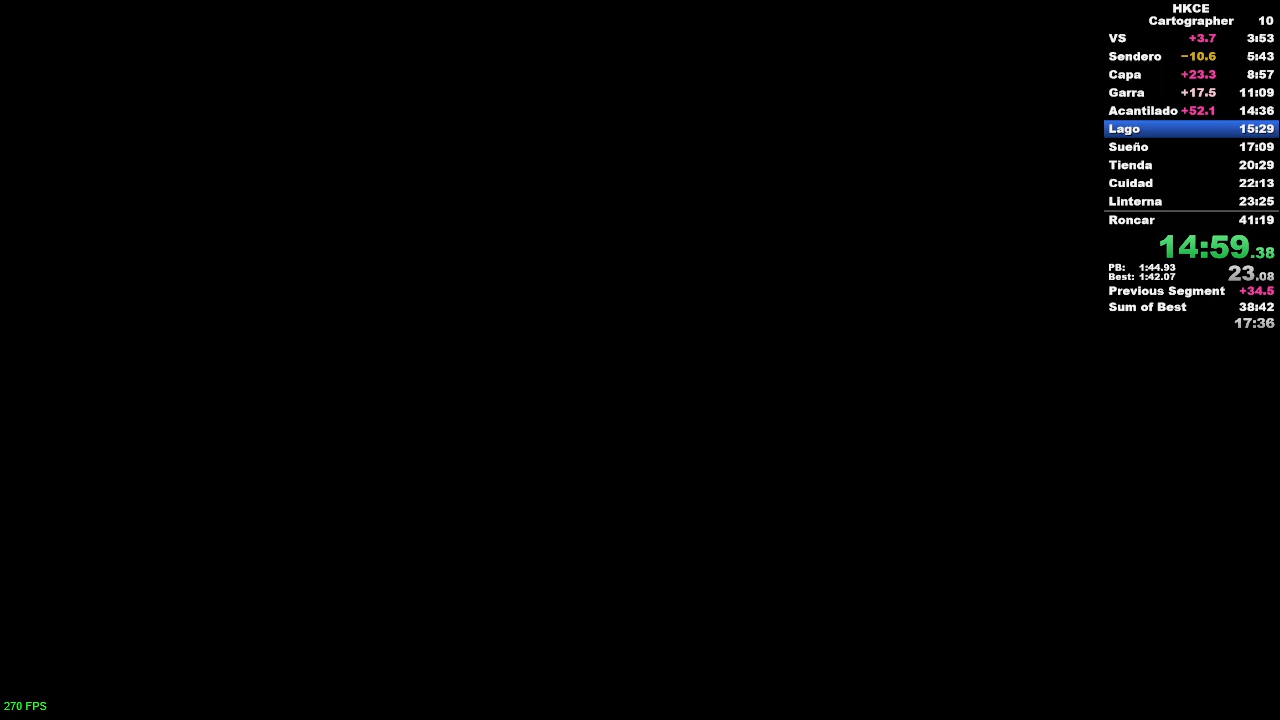 HKCE
Cartographer 10
VS +3.7 3:53
Sendero −10.6 5:43
Capa +23.3 8:57
Garra +17.5 11:09
Acantilado +52.1 14:36
Lago 15:29
Sueño 17:09
Tienda 20:29
Cuidad 22:13
Linterna 23:25
Roncar 41:19
14:59.38
PB: 1:44.93
Best: 1:42.07
23.08
Previous Segment +34.5
Sum of Best 38:42
17:36
270 FPS